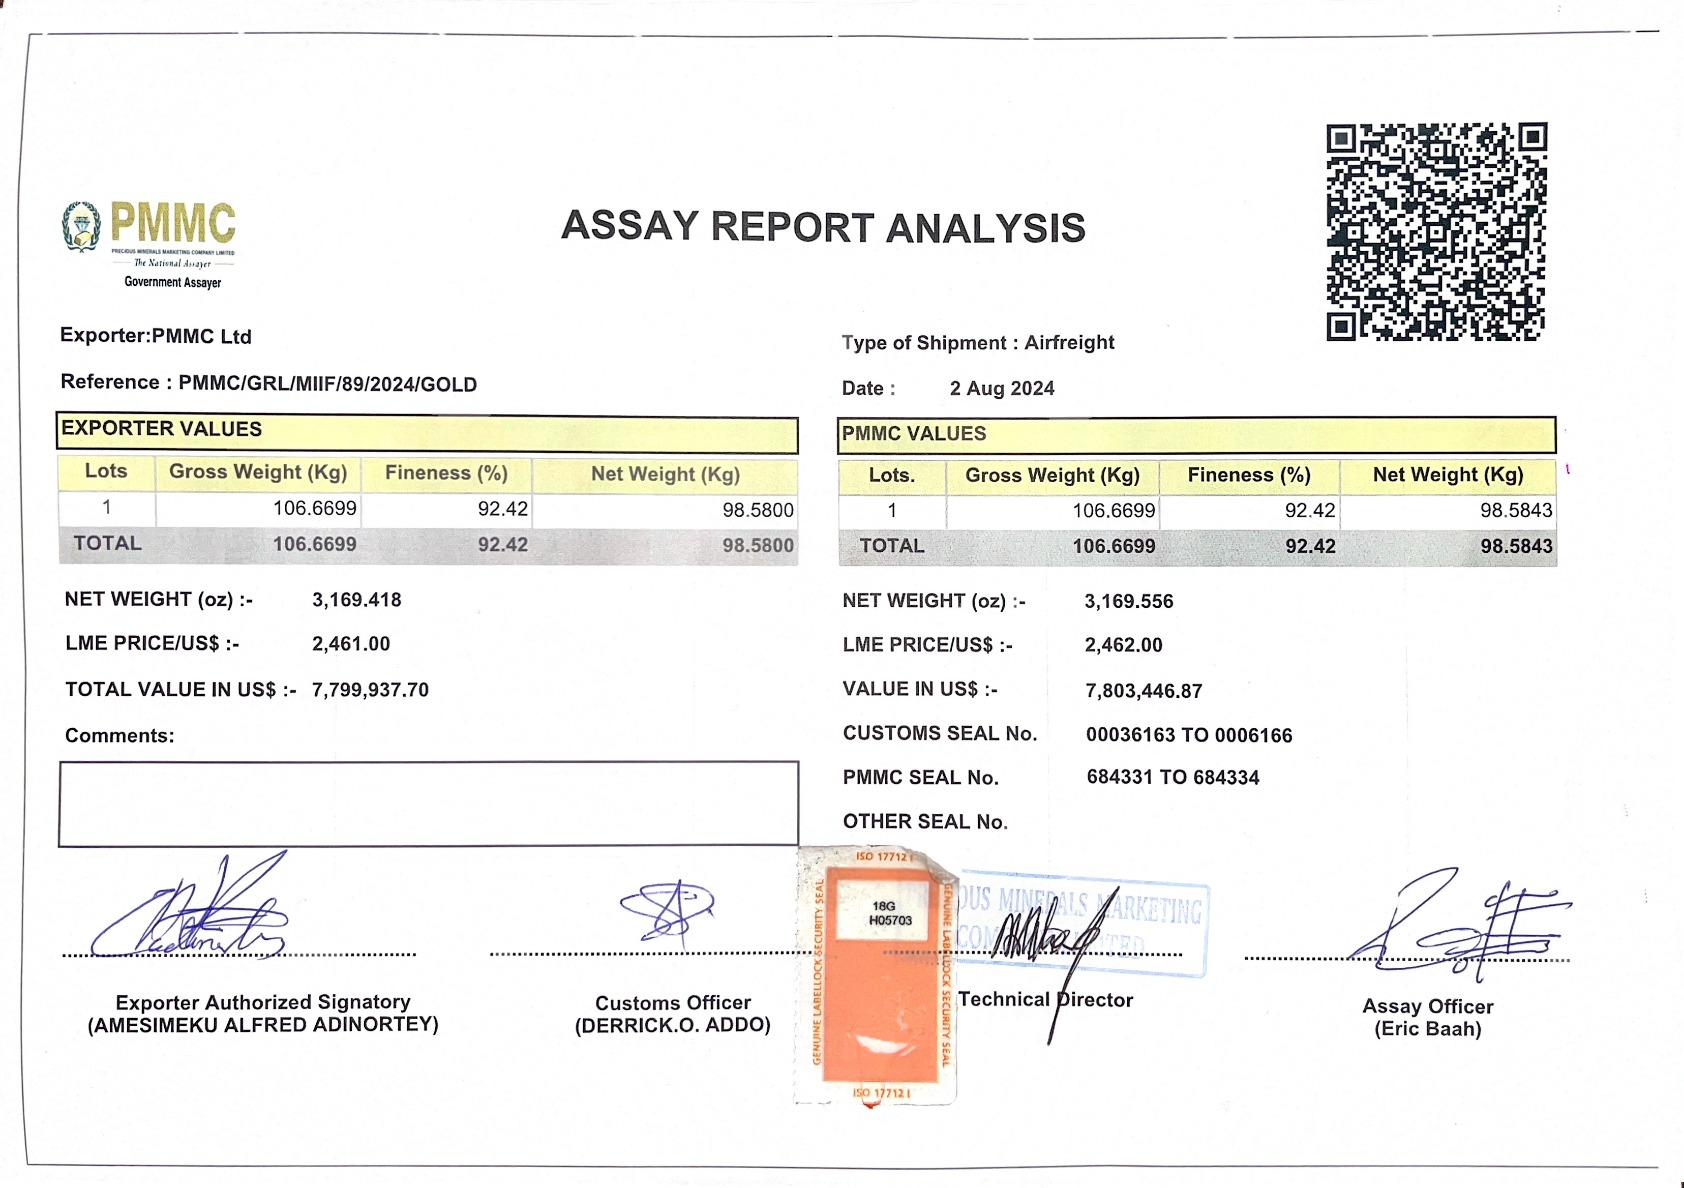 PMMC
PRECIOUS MINERALS MARKETING COMPANY LIMITED
The National Assayer
Government Assayer
ASSAY REPORT ANALYSIS
Exporter:PMMC Ltd
Reference : PMMC/GRL/MIIF/89/2024/GOLD
Type of Shipment : Airfreight
Date : 2 Aug 2024
EXPORTER VALUES
Lots Gross Weight (Kg) Fineness (%) Net Weight (Kg)
1 106.6699 92.42 98.5800
TOTAL 106.6699 92.42 98.5800
NET WEIGHT (oz) :- 3,169.418
LME PRICE/US$ :- 2,461.00
TOTAL VALUE IN US$ :- 7,799,937.70
Comments:
PMMC VALUES
Lots. Gross Weight (Kg) Fineness (%) Net Weight (Kg)
1 106.6699 92.42 98.5843
TOTAL 106.6699 92.42 98.5843
NET WEIGHT (oz) :- 3,169.556
LME PRICE/US$ :- 2,462.00
VALUE IN US$ :- 7,803,446.87
CUSTOMS SEAL No. 00036163 TO 0006166
PMMC SEAL No. 684331 TO 684334
OTHER SEAL No.
Exporter Authorized Signatory
(AMESIMEKU ALFRED ADINORTEY)
Customs Officer
(DERRICK.O. ADDO)
ISO 17712
18G
H05703
GENUINE LABELLOCK SECURITY SEAL
GENUINE LABELLOCK SECURITY SEAL
ISO 17712
MINERALS MARKETING
Technical Director
Assay Officer
(Eric Baah)